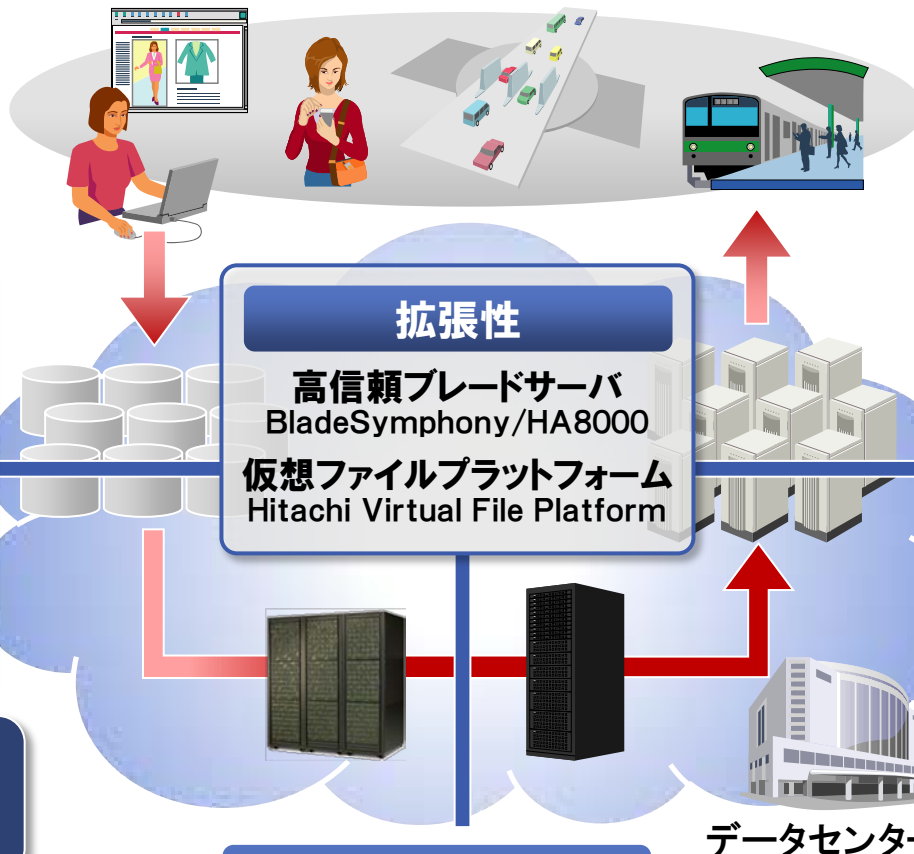 拡張性
高信頼ブレードサーバ
BladeSymphony/HA8000
仮想ファイルプラットフォーム
Hitachi Virtual File Platform
データセンター